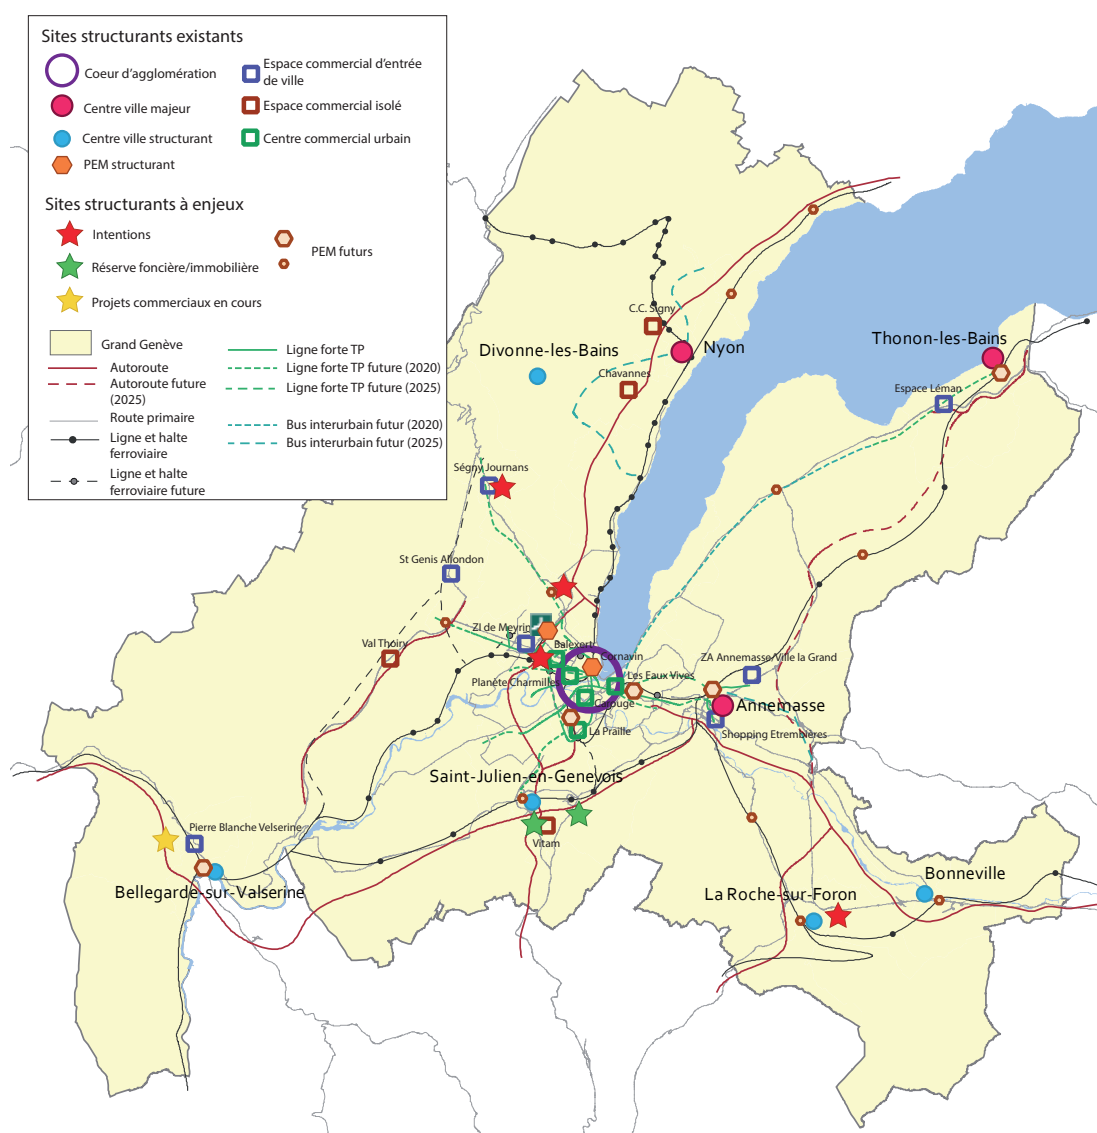 Sites structurants existants
Coeur d'agglomération
Centre ville majeur
Centre ville structurant
PEM structurant
Espace commercial d'entrée
de ville
Espace commercial isolé
Centre commercial urbain
Sites structurants à enjeux
Intentions
Réserve foncière/immobilière
Projets commerciaux en cours
PEM futurs
Grand Genève
Autoroute
Autoroute future
(2025)
Route primaire
Ligne et halte
ferroviaire
Ligne et halte
ferroviaire future
Ligne forte TP
Ligne forte TP future (2020)
Ligne forte TP future (2025)
Bus interurbain futur (2020)
Bus interurbain futur (2025)
C.C. Signy
Nyon
Divonne-les-Bains
Chavannes
Thonon-les-Bains
Espace Léman
Ségny Journans
St Genis Allondon
ZI de Meyrin
Val Thoiry
Balexert
Cornavin
Planète Charmilles
Les Eaux Vives
ZA Annemasse/Ville la Grand
Carouge
Annemasse
La Praille
Shopping Etrembières
Saint-Julien-en-Genevois
Pierre Blanche Velserine
Vitam
Bellegarde-sur-Valserine
La Roche-sur-Foron
Bonneville